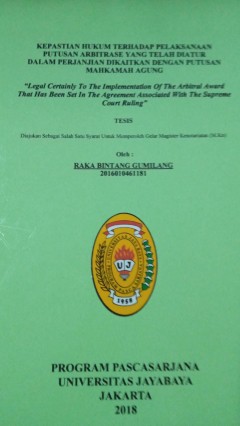 KEPASTIAN HUKUM TERHADAP PELAKSANAAN
PUTUSAN ARBITRASE YANG TELAH DIATUR
DALAM PERJANJIAN DIKAITKAN DENGAN PUTUSAN
MAHKAMAH AGUNG
"Legal Certainly To The Implementation Of The Arbitral Award
That Has Been Set In The Agreement Associated With The Supreme
Court Ruling"
TESIS
Diajukan Sebagai Salah Satu Syarat Untuk Memperoleh Gelar Magister Kenotariatan (M.Kn)
Oleh :
RAKA BINTANG GUMILANG
2016010461181
UJ
1958
PROGRAM PASCASARJANA
UNIVERSITAS JAYABAYA
JAKARTA
2018